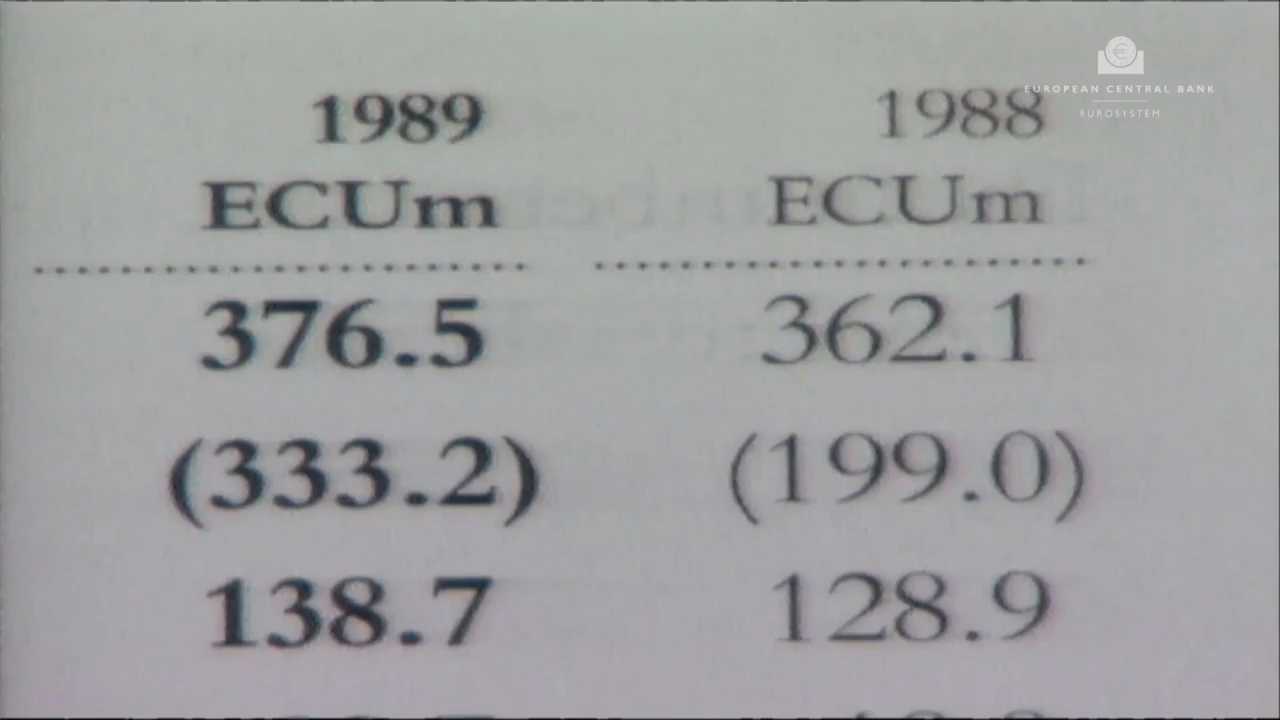 1989 1988
ECUm ECUm
376.5 362.1
(333.2) (199.0)
138.7 128.9
EUROPEAN CENTRAL BANK
EUROSYSTEM